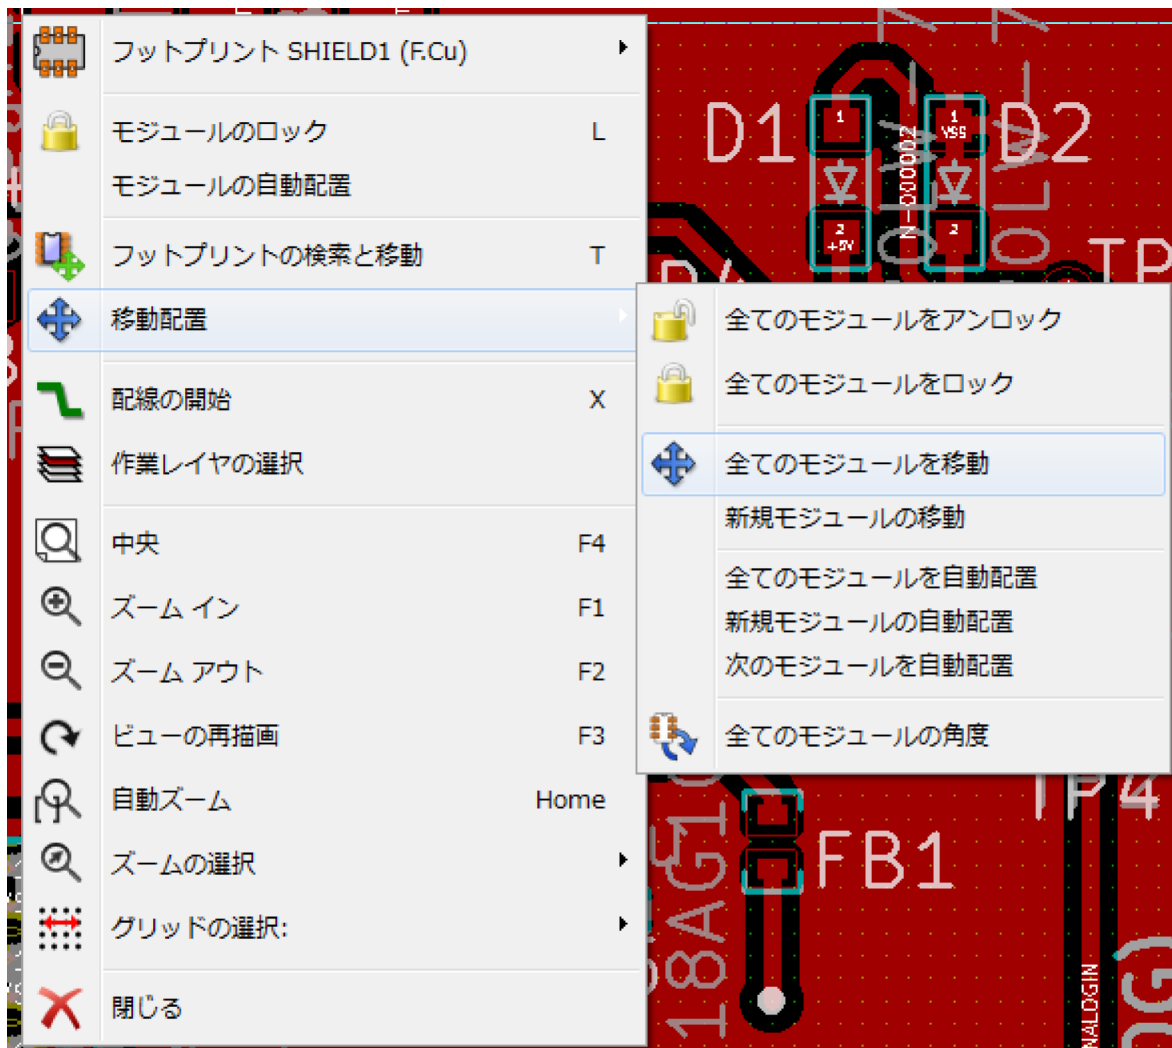 フットプリント SHIELD1 (F.Cu)
モジュールのロック L
モジュールの自動配置
フットプリントの検索と移動 T
移動配置
配線の開始 X
作業レイヤの選択
中央 F4
ズーム イン F1
ズーム アウト F2
ビューの再描画 F3
自動ズーム Home
ズームの選択
グリッドの選択:
閉じる
全てのモジュールをアンロック
全てのモジュールをロック
全てのモジュールを移動
新規モジュールの移動
全てのモジュールを自動配置
新規モジュールの自動配置
次のモジュールを自動配置
全てのモジュールの角度
D1
1
2
+5V
N-000002
1
VSS
2
D2
TP
TP4
FB1
18AG1